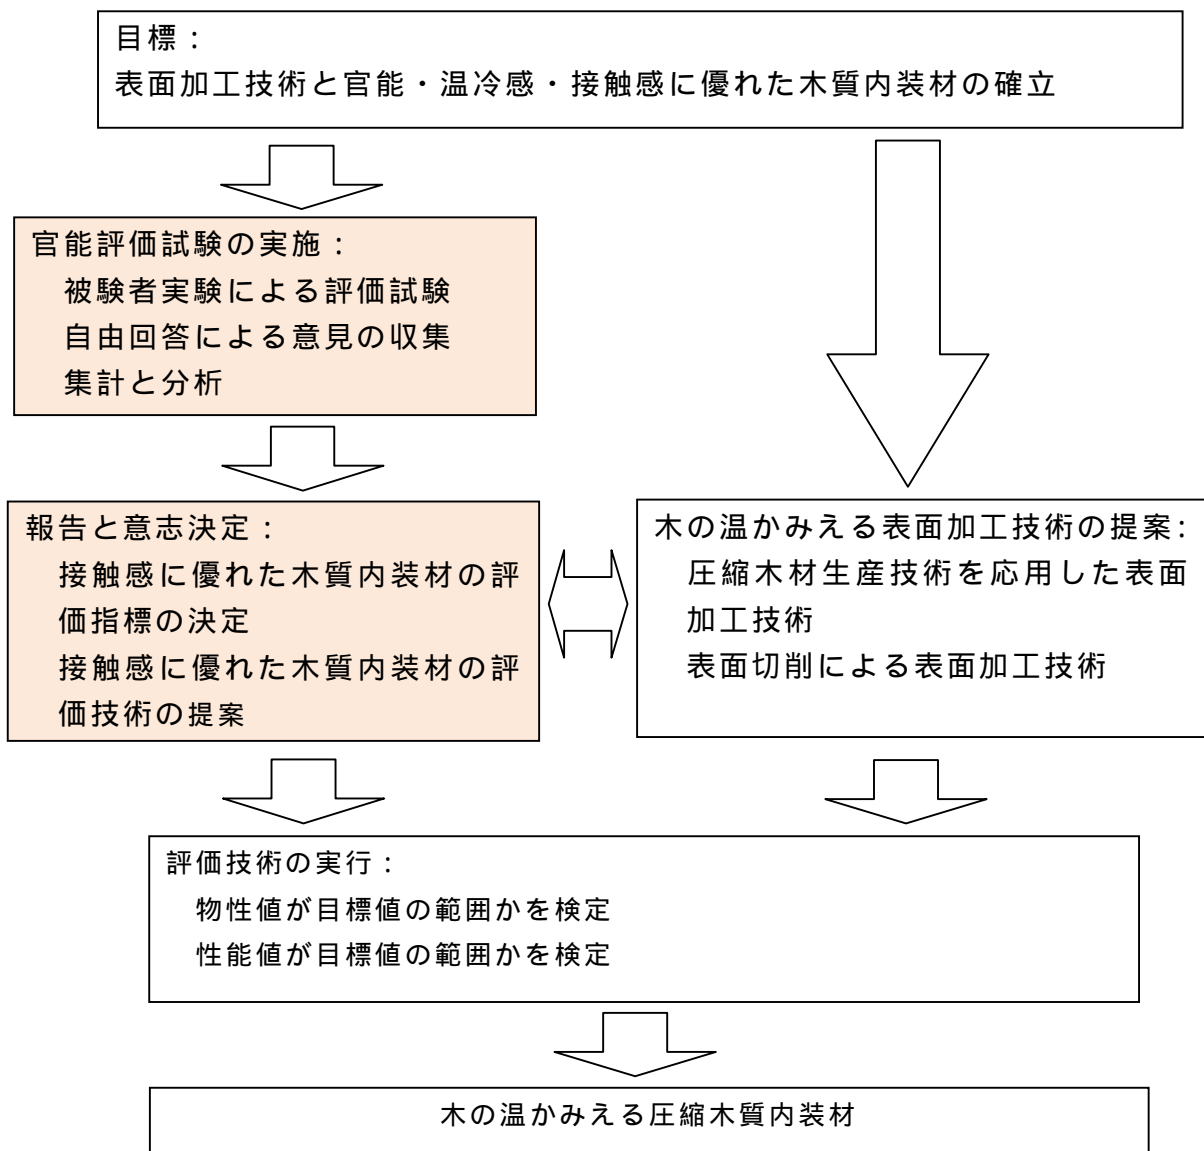 目標：
表面加工技術と官能・温冷感・接触感に優れた木質内装材の確立
官能評価試験の実施：
被験者実験による評価試験
自由回答による意見の収集
集計と分析
報告と意志決定：
接触感に優れた木質内装材の評
価指標の決定
接触感に優れた木質内装材の評
価技術の提案
木の温かみえる表面加工技術の提案：
圧縮木材生産技術を応用した表面
加工技術
表面切削による表面加工技術
評価技術の実行：
物性値が目標値の範囲かを検定
性能値が目標値の範囲かを検定
木の温かみえる圧縮木質内装材